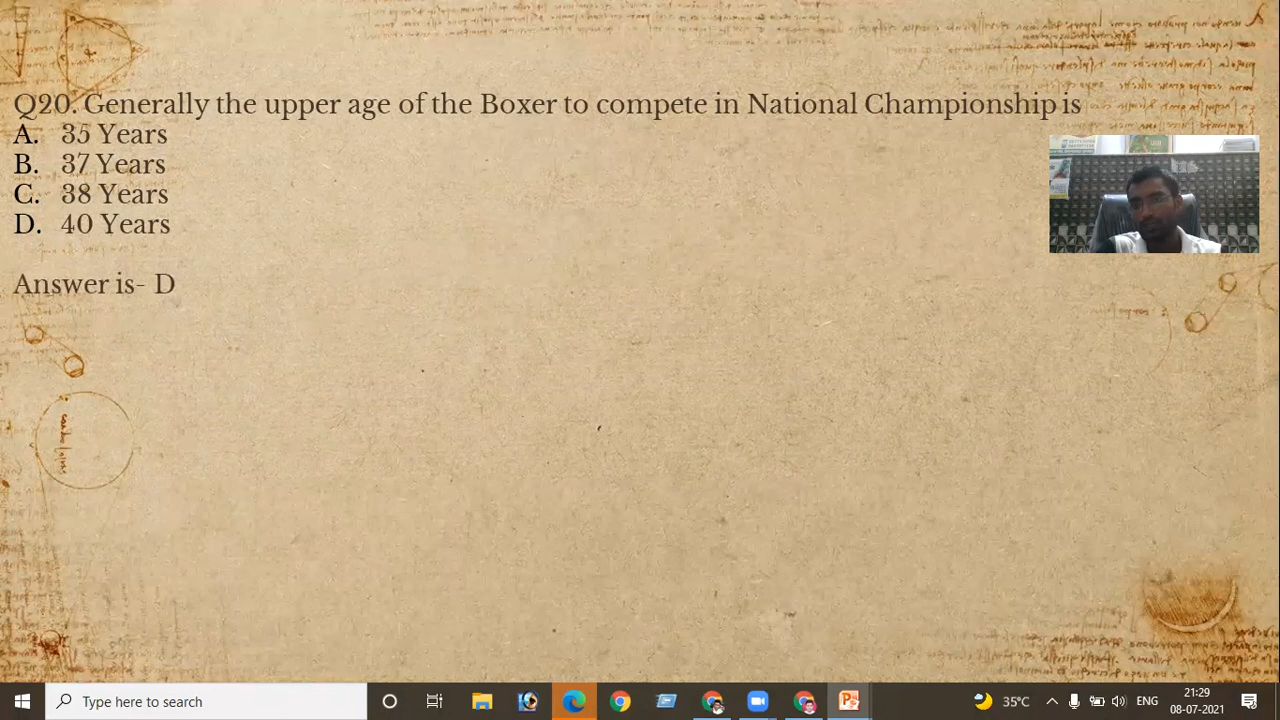 Q20. Generally the upper age of the Boxer to compete in National Championship is
A. 35 Years
B. 37 Years
C. 38 Years
D. 40 Years
Answer is- D
Type here to search
35°C
ENG
21:29
08-07-2021